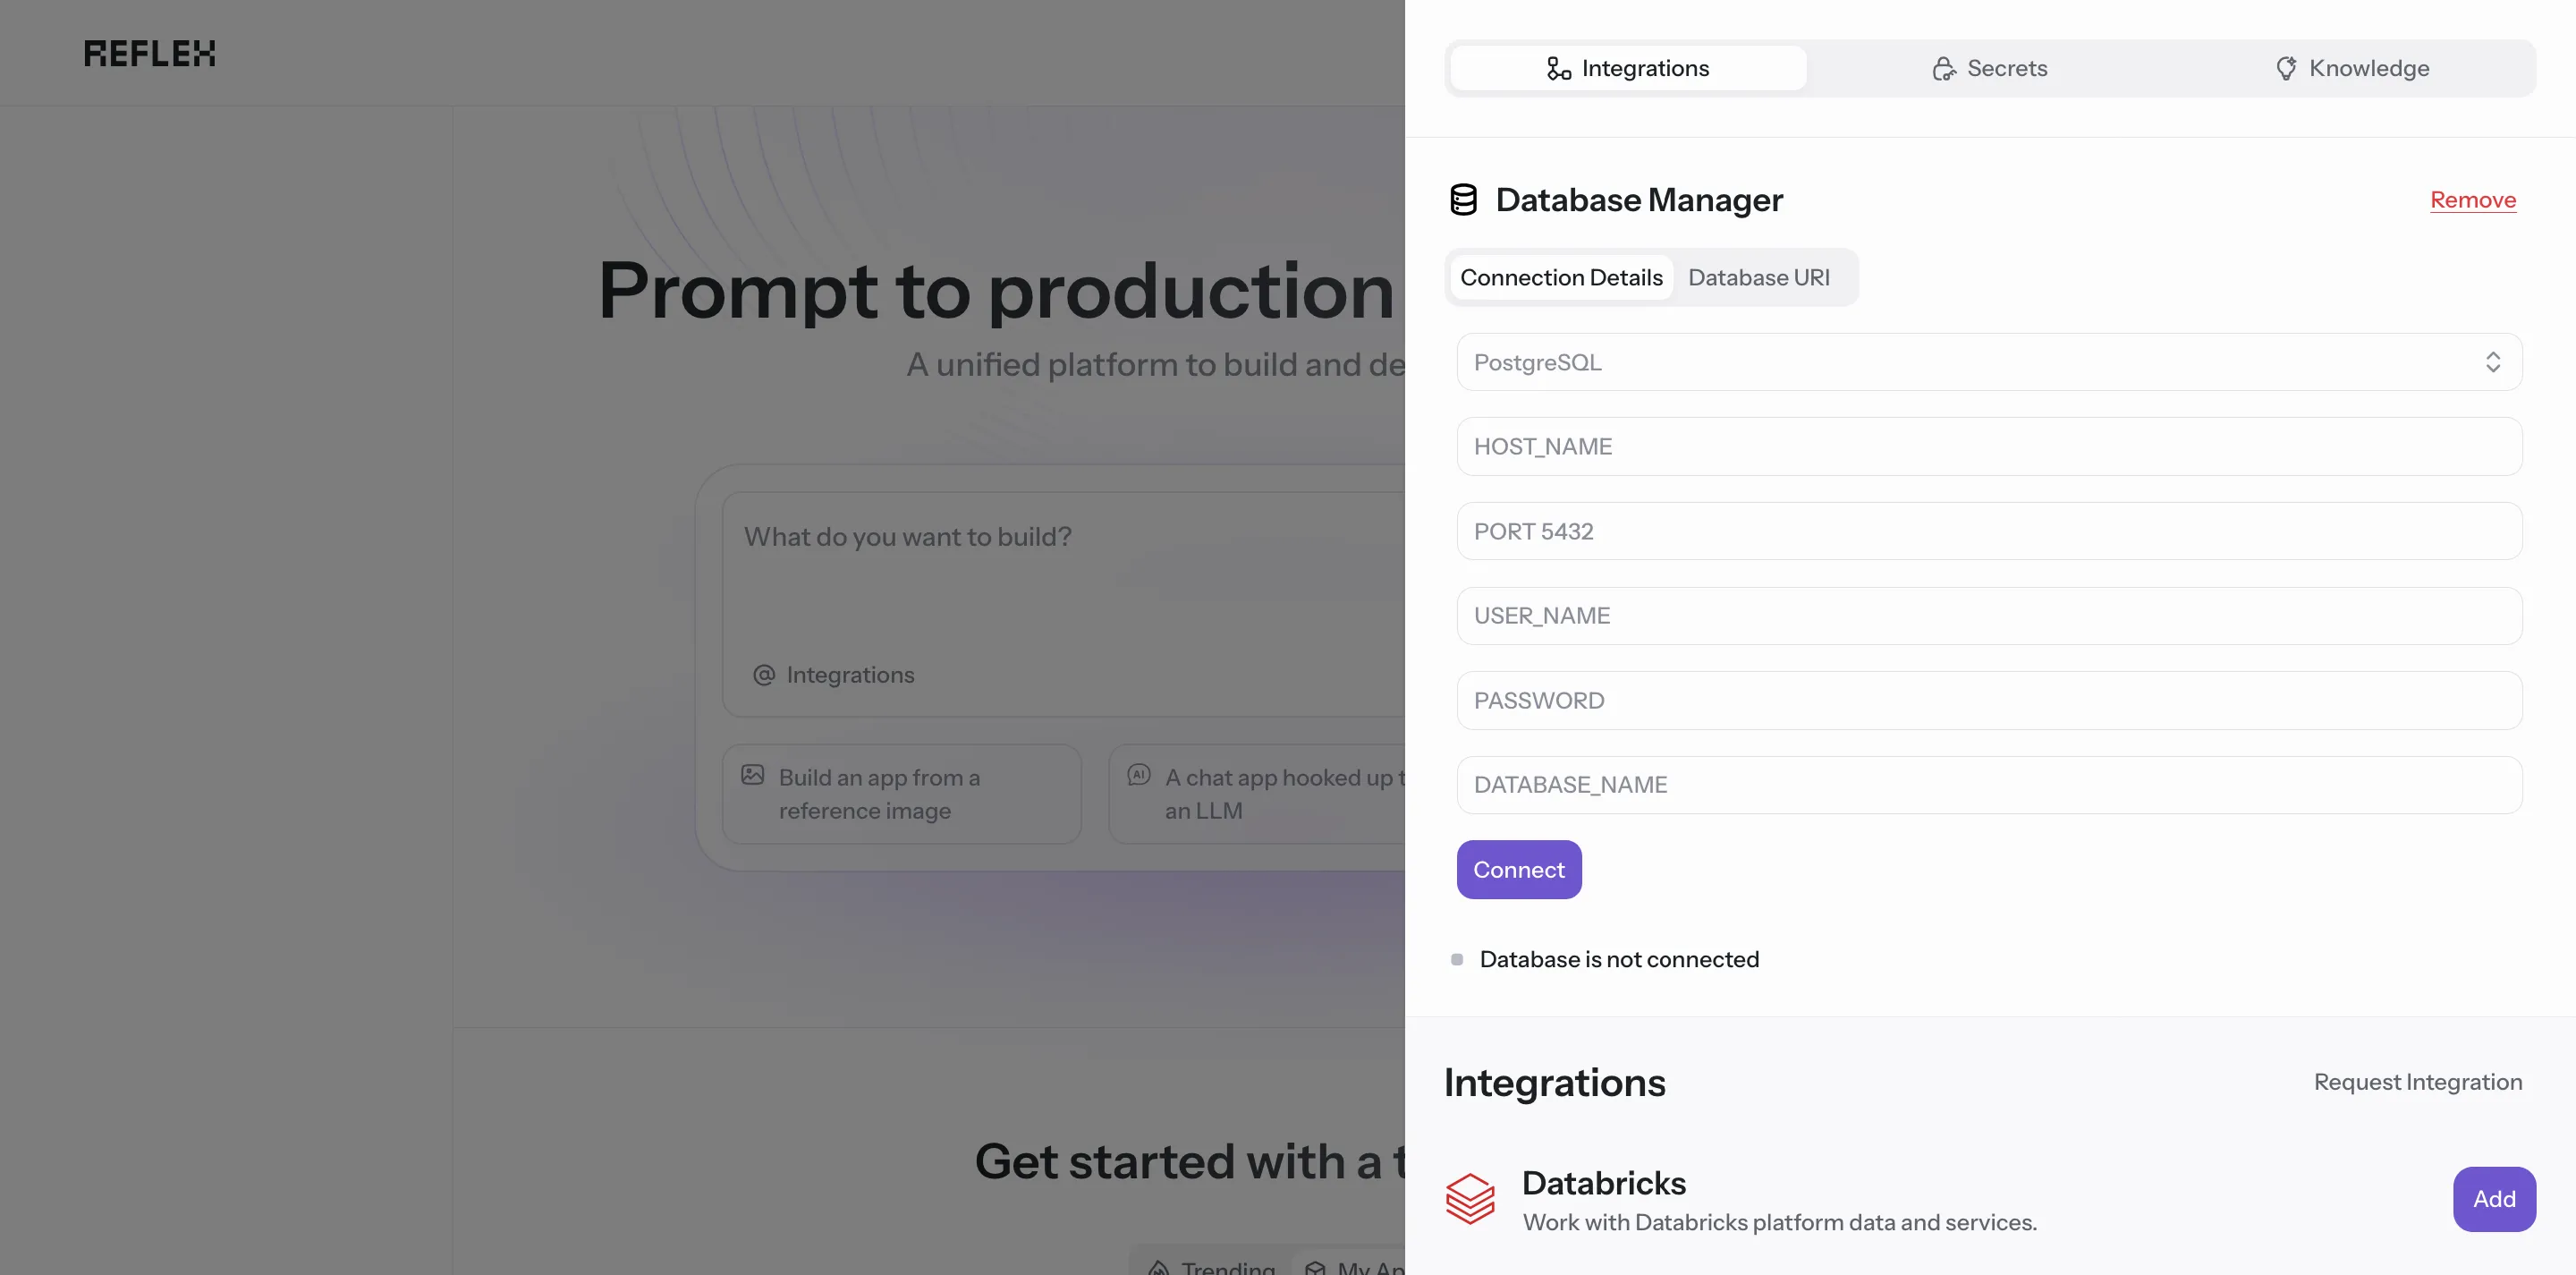 REFLEX
Prompt to production
A unified platform to build and de
What do you want to build?
@ Integrations
Build an app from a
reference image
AI
A chat app hooked up t
an LLM
Get started with a t
Trending
My Ap
Integrations
Secrets
Knowledge
Database Manager
Remove
Connection Details
Database URI
PostgreSQL
HOST_NAME
PORT 5432
USER_NAME
PASSWORD
DATABASE_NAME
Connect
Database is not connected
Integrations
Request Integration
Databricks
Work with Databricks platform data and services.
Add